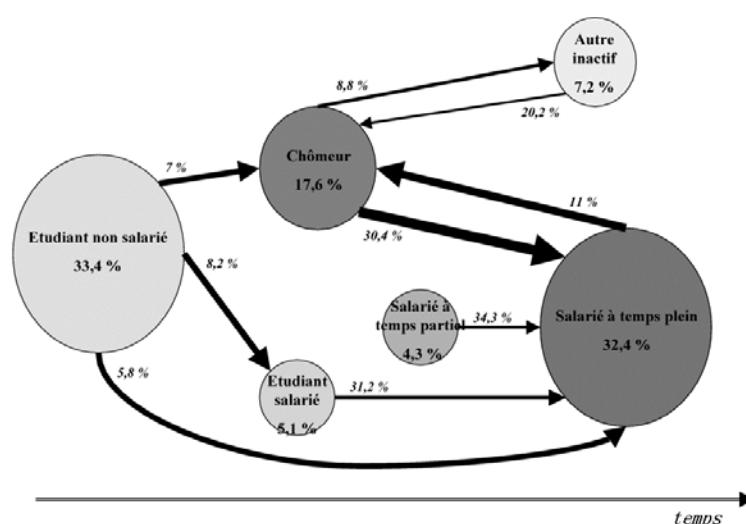 Autre
inactif
7,2 %
8,8 %
20,2 %
Chômeur
17,6 %
7 %
11 %
30,4 %
Etudiant non salarié
33,4 %
8,2 %
Salarié à
temps partiel
4,3 %
34,3 %
Salarié à temps plein
32,4 %
5,8 %
Etudiant
salarié
5,1 %
31,2 %
temps